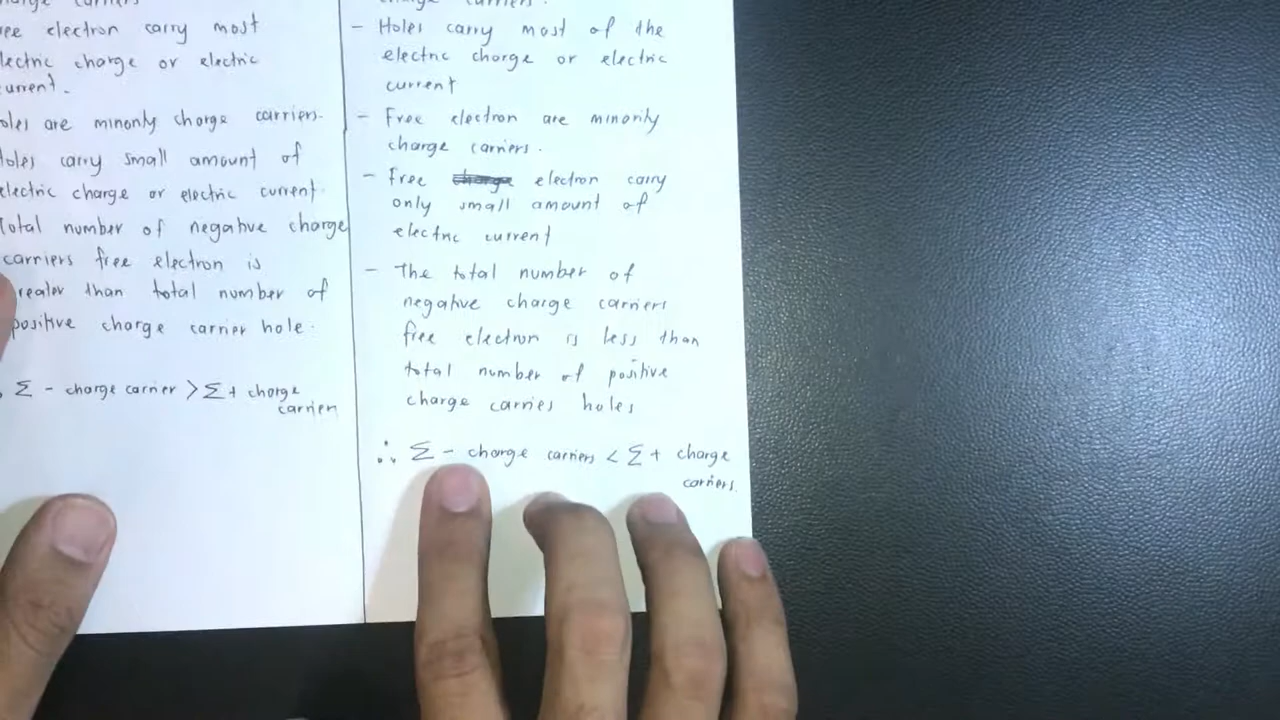 electron carry most
electric charge or electric
current.
holes are minority charge carriers.
Holes carry small amount of
electric charge or electric current.
Total number of negative charge
carriers free electron is
than total number of
positive charge carrier hole.
Σ - charge carrier > Σ + charge
carriers
charge carriers.
- Holes carry most of the
electric charge or electric
current
- Free electron are minority
charge carriers.
- Free electron carry
only small amount of
electric current
- The total number of
negative charge carriers
free electron is less than
total number of positive
charge carries holes
∴ Σ - charge carriers < Σ + charge
carriers.